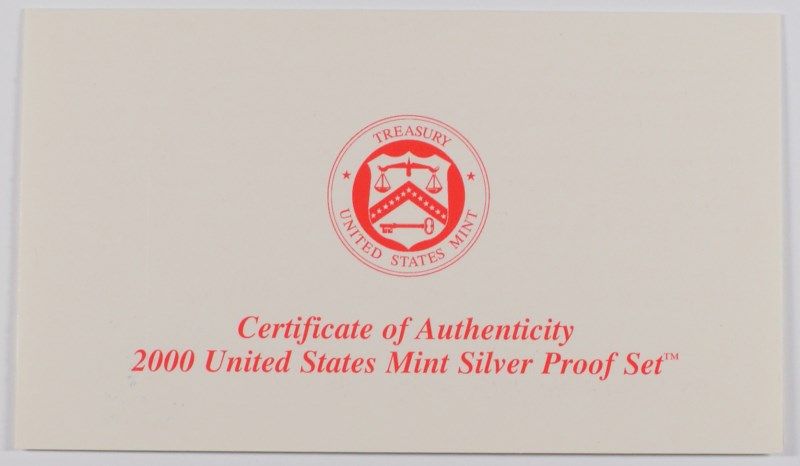 TREASURY
UNITED STATES MINT
Certificate of Authenticity
2000 United States Mint Silver Proof Set™